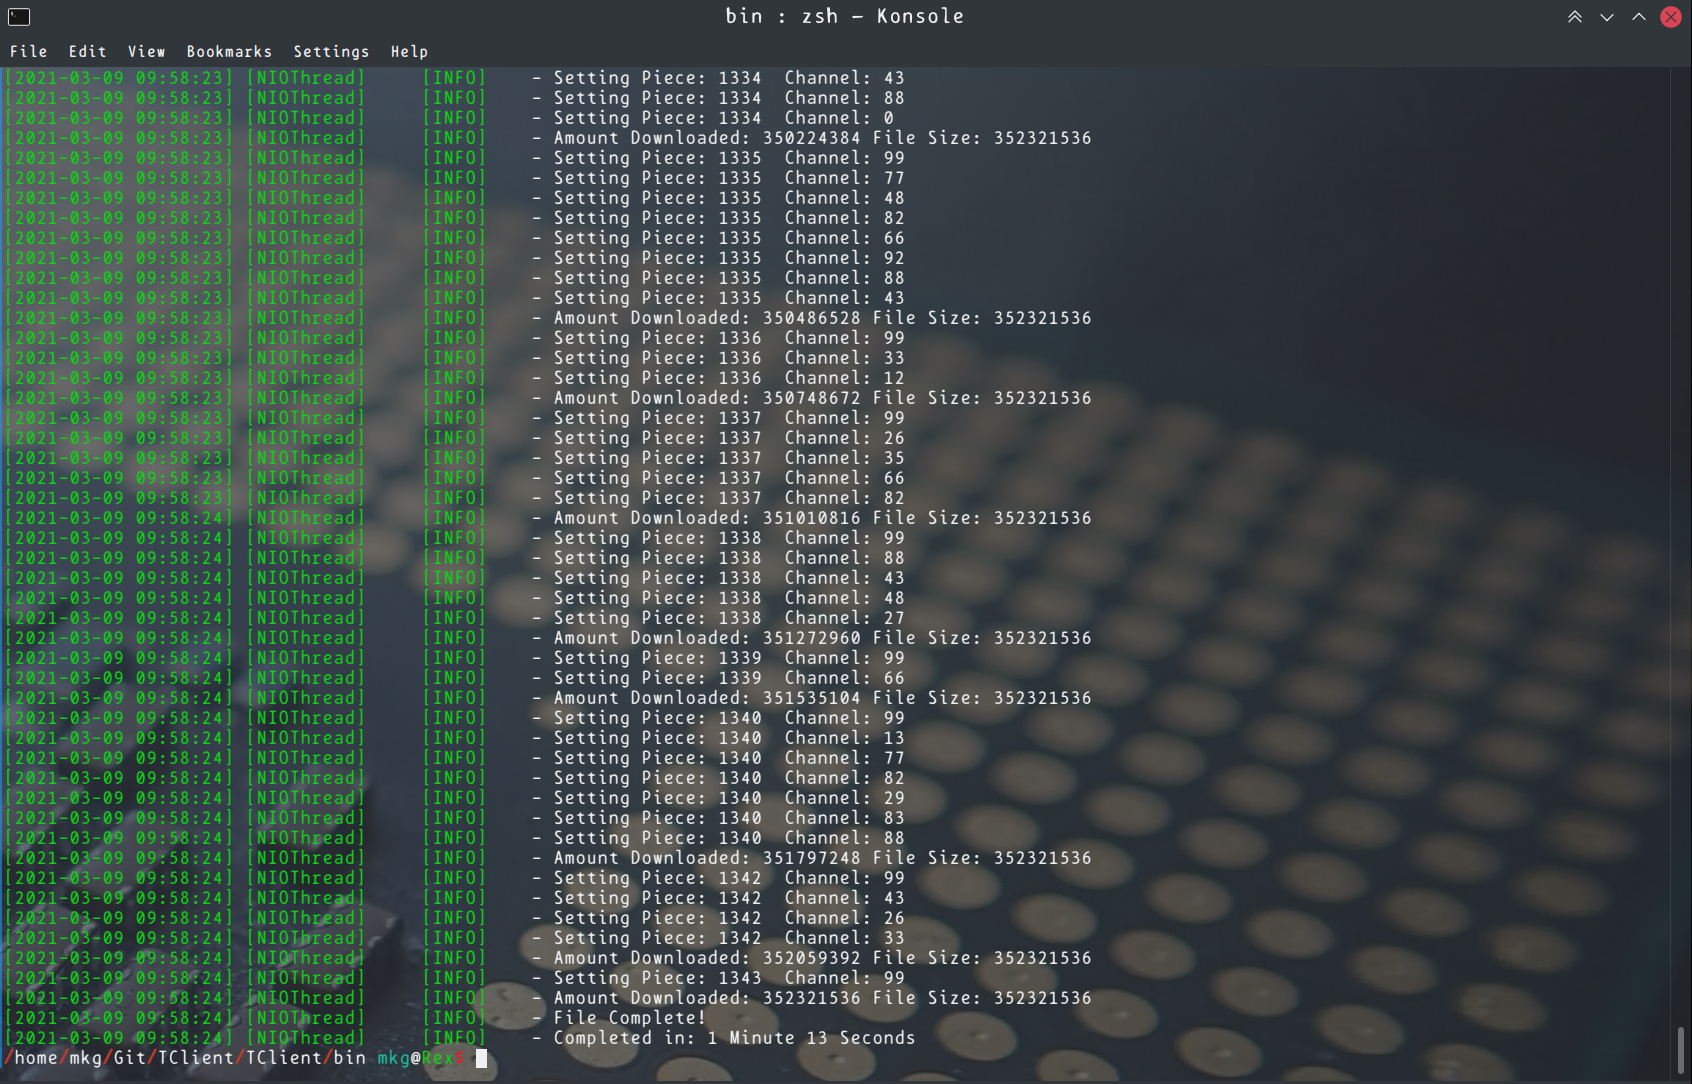 bin : zsh — Konsole
File Edit View Bookmarks Settings Help
[2021-03-09 09:58:23] [NIOThread] [INFO] - Setting Piece: 1334 Channel: 43
[2021-03-09 09:58:23] [NIOThread] [INFO] - Setting Piece: 1334 Channel: 88
[2021-03-09 09:58:23] [NIOThread] [INFO] - Setting Piece: 1334 Channel: 0
[2021-03-09 09:58:23] [NIOThread] [INFO] - Amount Downloaded: 350224384 File Size: 352321536
[2021-03-09 09:58:23] [NIOThread] [INFO] - Setting Piece: 1335 Channel: 99
[2021-03-09 09:58:23] [NIOThread] [INFO] - Setting Piece: 1335 Channel: 77
[2021-03-09 09:58:23] [NIOThread] [INFO] - Setting Piece: 1335 Channel: 48
[2021-03-09 09:58:23] [NIOThread] [INFO] - Setting Piece: 1335 Channel: 82
[2021-03-09 09:58:23] [NIOThread] [INFO] - Setting Piece: 1335 Channel: 66
[2021-03-09 09:58:23] [NIOThread] [INFO] - Setting Piece: 1335 Channel: 92
[2021-03-09 09:58:23] [NIOThread] [INFO] - Setting Piece: 1335 Channel: 88
[2021-03-09 09:58:23] [NIOThread] [INFO] - Setting Piece: 1335 Channel: 43
[2021-03-09 09:58:23] [NIOThread] [INFO] - Amount Downloaded: 350486528 File Size: 352321536
[2021-03-09 09:58:23] [NIOThread] [INFO] - Setting Piece: 1336 Channel: 99
[2021-03-09 09:58:23] [NIOThread] [INFO] - Setting Piece: 1336 Channel: 33
[2021-03-09 09:58:23] [NIOThread] [INFO] - Setting Piece: 1336 Channel: 12
[2021-03-09 09:58:23] [NIOThread] [INFO] - Amount Downloaded: 350748672 File Size: 352321536
[2021-03-09 09:58:23] [NIOThread] [INFO] - Setting Piece: 1337 Channel: 99
[2021-03-09 09:58:23] [NIOThread] [INFO] - Setting Piece: 1337 Channel: 26
[2021-03-09 09:58:23] [NIOThread] [INFO] - Setting Piece: 1337 Channel: 35
[2021-03-09 09:58:23] [NIOThread] [INFO] - Setting Piece: 1337 Channel: 66
[2021-03-09 09:58:23] [NIOThread] [INFO] - Setting Piece: 1337 Channel: 82
[2021-03-09 09:58:24] [NIOThread] [INFO] - Amount Downloaded: 351010816 File Size: 352321536
[2021-03-09 09:58:24] [NIOThread] [INFO] - Setting Piece: 1338 Channel: 99
[2021-03-09 09:58:24] [NIOThread] [INFO] - Setting Piece: 1338 Channel: 88
[2021-03-09 09:58:24] [NIOThread] [INFO] - Setting Piece: 1338 Channel: 43
[2021-03-09 09:58:24] [NIOThread] [INFO] - Setting Piece: 1338 Channel: 48
[2021-03-09 09:58:24] [NIOThread] [INFO] - Setting Piece: 1338 Channel: 27
[2021-03-09 09:58:24] [NIOThread] [INFO] - Amount Downloaded: 351272960 File Size: 352321536
[2021-03-09 09:58:24] [NIOThread] [INFO] - Setting Piece: 1339 Channel: 99
[2021-03-09 09:58:24] [NIOThread] [INFO] - Setting Piece: 1339 Channel: 66
[2021-03-09 09:58:24] [NIOThread] [INFO] - Amount Downloaded: 351535104 File Size: 352321536
[2021-03-09 09:58:24] [NIOThread] [INFO] - Setting Piece: 1340 Channel: 99
[2021-03-09 09:58:24] [NIOThread] [INFO] - Setting Piece: 1340 Channel: 13
[2021-03-09 09:58:24] [NIOThread] [INFO] - Setting Piece: 1340 Channel: 77
[2021-03-09 09:58:24] [NIOThread] [INFO] - Setting Piece: 1340 Channel: 82
[2021-03-09 09:58:24] [NIOThread] [INFO] - Setting Piece: 1340 Channel: 29
[2021-03-09 09:58:24] [NIOThread] [INFO] - Setting Piece: 1340 Channel: 83
[2021-03-09 09:58:24] [NIOThread] [INFO] - Setting Piece: 1340 Channel: 88
[2021-03-09 09:58:24] [NIOThread] [INFO] - Amount Downloaded: 351797248 File Size: 352321536
[2021-03-09 09:58:24] [NIOThread] [INFO] - Setting Piece: 1342 Channel: 99
[2021-03-09 09:58:24] [NIOThread] [INFO] - Setting Piece: 1342 Channel: 43
[2021-03-09 09:58:24] [NIOThread] [INFO] - Setting Piece: 1342 Channel: 26
[2021-03-09 09:58:24] [NIOThread] [INFO] - Setting Piece: 1342 Channel: 33
[2021-03-09 09:58:24] [NIOThread] [INFO] - Amount Downloaded: 352059392 File Size: 352321536
[2021-03-09 09:58:24] [NIOThread] [INFO] - Setting Piece: 1343 Channel: 99
[2021-03-09 09:58:24] [NIOThread] [INFO] - Amount Downloaded: 352321536 File Size: 352321536
[2021-03-09 09:58:24] [NIOThread] [INFO] - File Complete!
[2021-03-09 09:58:24] [NIOThread] [INFO] - Completed in: 1 Minute 13 Seconds
/home/mkg/Git/TClient/TClient/bin mkg@Rex$